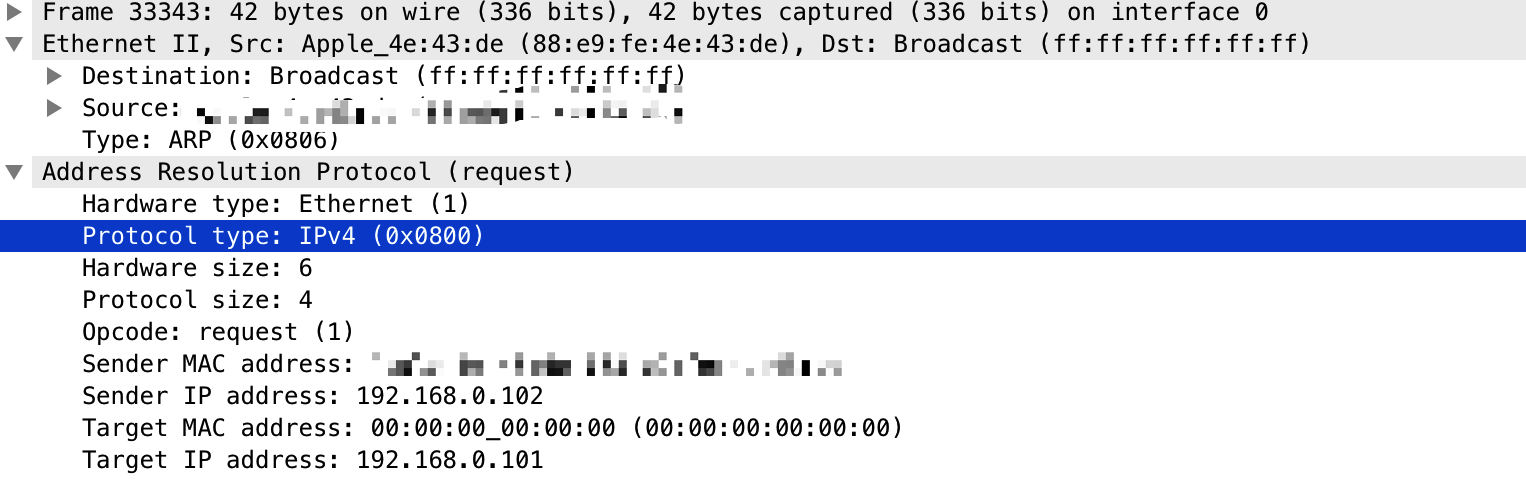 Frame 33343: 42 bytes on wire (336 bits), 42 bytes captured (336 bits) on interface 0
Ethernet II, Src: Apple_4e:43:de (88:e9:fe:4e:43:de), Dst: Broadcast (ff:ff:ff:ff:ff:ff)
Destination: Broadcast (ff:ff:ff:ff:ff:ff)
Source:
Type: ARP (0x0806)
Address Resolution Protocol (request)
Hardware type: Ethernet (1)
Protocol type: IPv4 (0x0800)
Hardware size: 6
Protocol size: 4
Opcode: request (1)
Sender MAC address:
Sender IP address: 192.168.0.102
Target MAC address: 00:00:00_00:00:00 (00:00:00:00:00:00)
Target IP address: 192.168.0.101